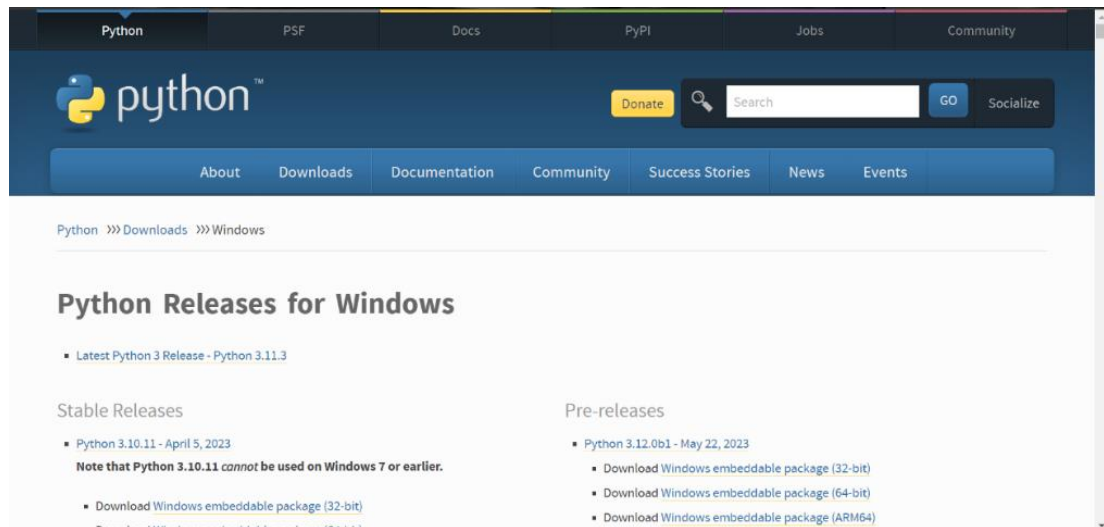 Python PSF Docs PyPI Jobs Community
python™
Donate Search GO Socialize
About Downloads Documentation Community Success Stories News Events
Python >>> Downloads >>> Windows
Python Releases for Windows
Latest Python 3 Release - Python 3.11.3
Stable Releases
Python 3.10.11 - April 5, 2023
Note that Python 3.10.11 cannot be used on Windows 7 or earlier.
Download Windows embeddable package (32-bit)
Pre-releases
Python 3.12.0b1 - May 22, 2023
Download Windows embeddable package (32-bit)
Download Windows embeddable package (64-bit)
Download Windows embeddable package (ARM64)